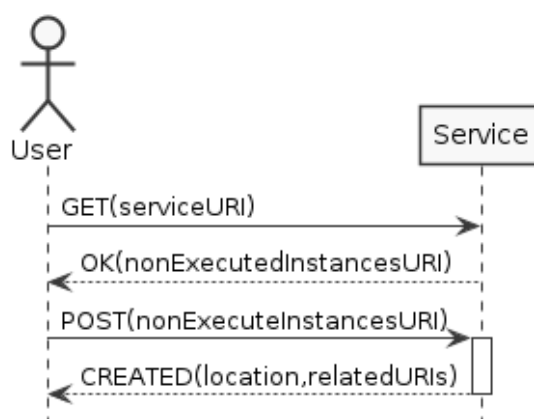 User
Service
GET(serviceURI)
OK(nonExecutedInstancesURI)
POST(nonExecuteInstancesURI)
CREATED(location,relatedURIs)